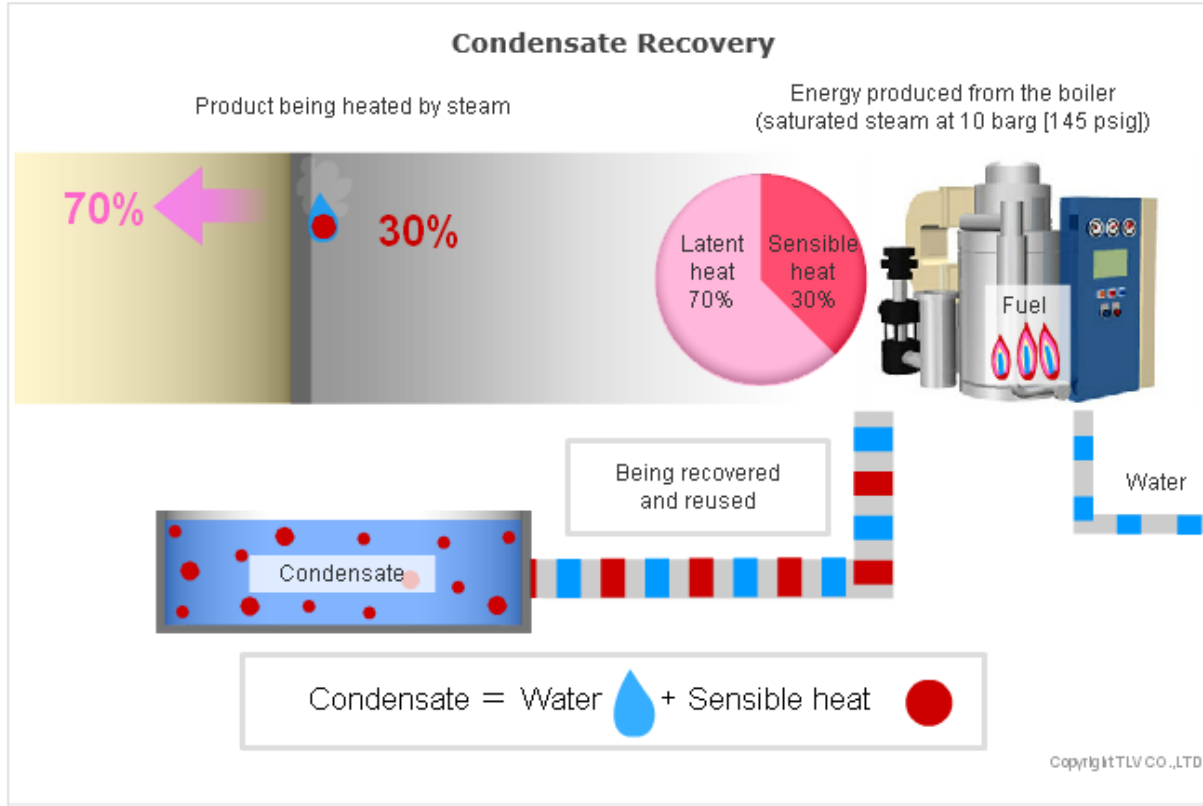 Condensate Recovery
Product being heated by steam
Energy produced from the boiler
(saturated steam at 10 barg [145 psig])
70%
30%
Latent
heat
70%
Sensible
heat
30%
Fuel
Being recovered
and reused
Water
Condensate
Condensate = Water + Sensible heat
Copyright TLV CO.,LTD